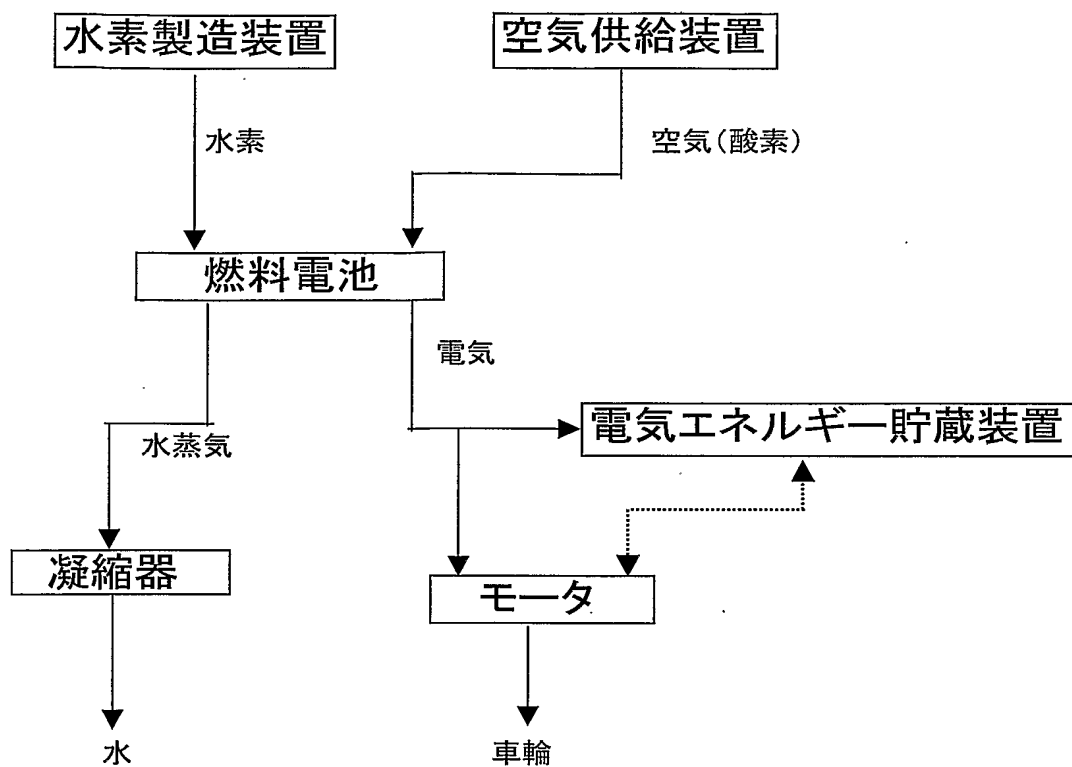 水素製造装置
空気供給装置
水素
空気(酸素)
燃料電池
電気
電気エネルギー貯蔵装置
水蒸気
凝縮器
モータ
水
車輪